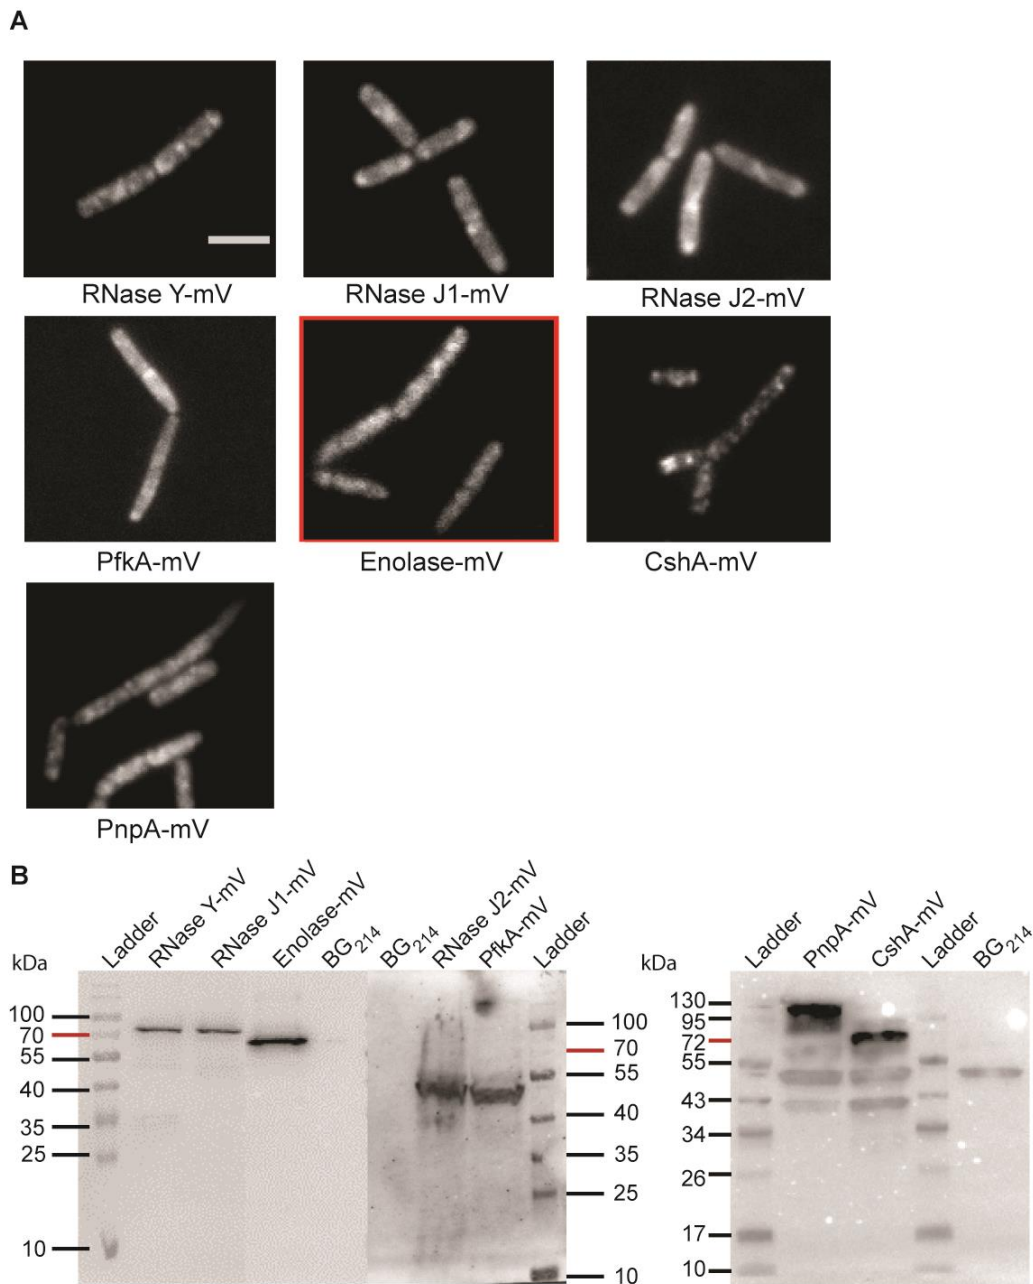 A
RNase Y-mV
RNase J1-mV
RNase J2-mV
PfkA-mV
Enolase-mV
CshA-mV
PnpA-mV
B
kDa
Ladder
RNase Y-mV
RNase J1-mV
Enolase-mV
BG214
BG214
RNase J2-mV
PfkA-mV
Ladder
100
70
55
40
35
25
10
100
70
55
40
35
25
10
kDa
Ladder
PnpA-mV
CshA-mV
Ladder
BG214
130
95
72
55
43
34
26
17
10